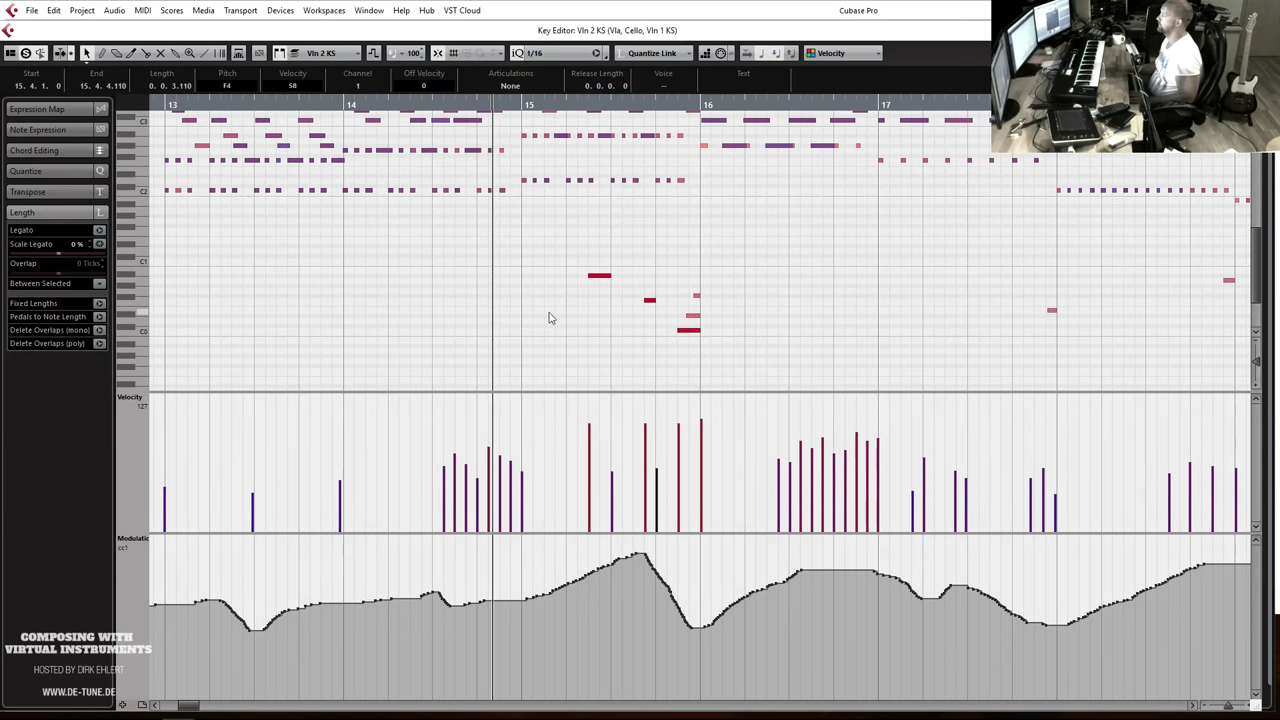 File Edit Project Audio MIDI Scores Media Transport Devices Workspaces Window Help Hub VST Cloud Cubase Pro
Key Editor: Vln 2 KS (Vla, Cello, Vln 1 KS)
Vln 2 KS 100 1/16 Quantize Link Velocity
Start End Length Pitch Velocity Channel Off Velocity Articulations Release Length Voice Text
15. 4. 1. 0 15. 4. 4.110 0. 0. 3.110 F4 58 1 0 None 0. 0. 0. 0 --
13 14 15 16 17
Expression Map
Note Expression
Chord Editing
Quantize Q
Transpose T
Length L
Legato
Scale Legato 0 %
Overlap 0 Ticks
Between Selected
Fixed Lengths
Pedals to Note Length
Delete Overlaps (mono)
Delete Overlaps (poly)
C3
C2
C1
C0
Velocity
127
Modulatic
cc1
COMPOSING WITH
VIRTUAL INSTRUMENTS
HOSTED BY DIRK EHLERT
WWW.DE-TUNE.DE